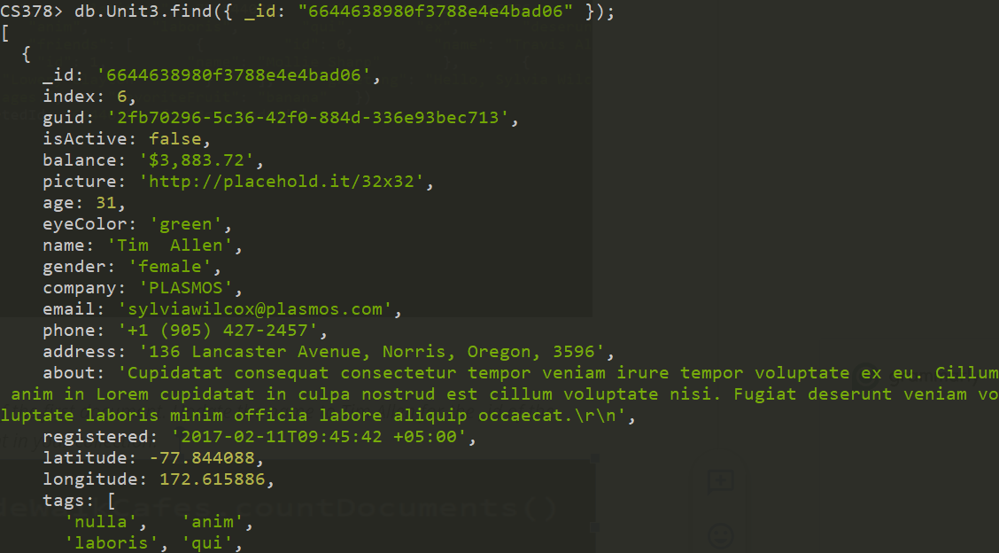 CS378> db.Unit3.find({ _id: "6644638980f3788e4e4bad06" });
[
  {
    _id: '6644638980f3788e4e4bad06',
    index: 6,
    guid: '2fb70296-5c36-42f0-884d-336e93bec713',
    isActive: false,
    balance: '$3,883.72',
    picture: 'http://placehold.it/32x32',
    age: 31,
    eyeColor: 'green',
    name: 'Tim  Allen',
    gender: 'female',
    company: 'PLASMOS',
    email: 'sylviawilcox@plasmos.com',
    phone: '+1 (905) 427-2457',
    address: '136 Lancaster Avenue, Norris, Oregon, 3596',
    about: 'Cupidatat consequat consectetur tempor veniam irure tempor voluptate ex eu. Cillum
 anim in Lorem cupidatat in culpa nostrud est cillum voluptate nisi. Fugiat deserunt veniam vo
luptate laboris minim officia labore aliquip occaecat.\r\n',
    registered: '2017-02-11T09:45:42 +05:00',
    latitude: -77.844088,
    longitude: 172.615886,
    tags: [
countDocuments()
      'nulla',   'anim',
      'laboris', 'qui',